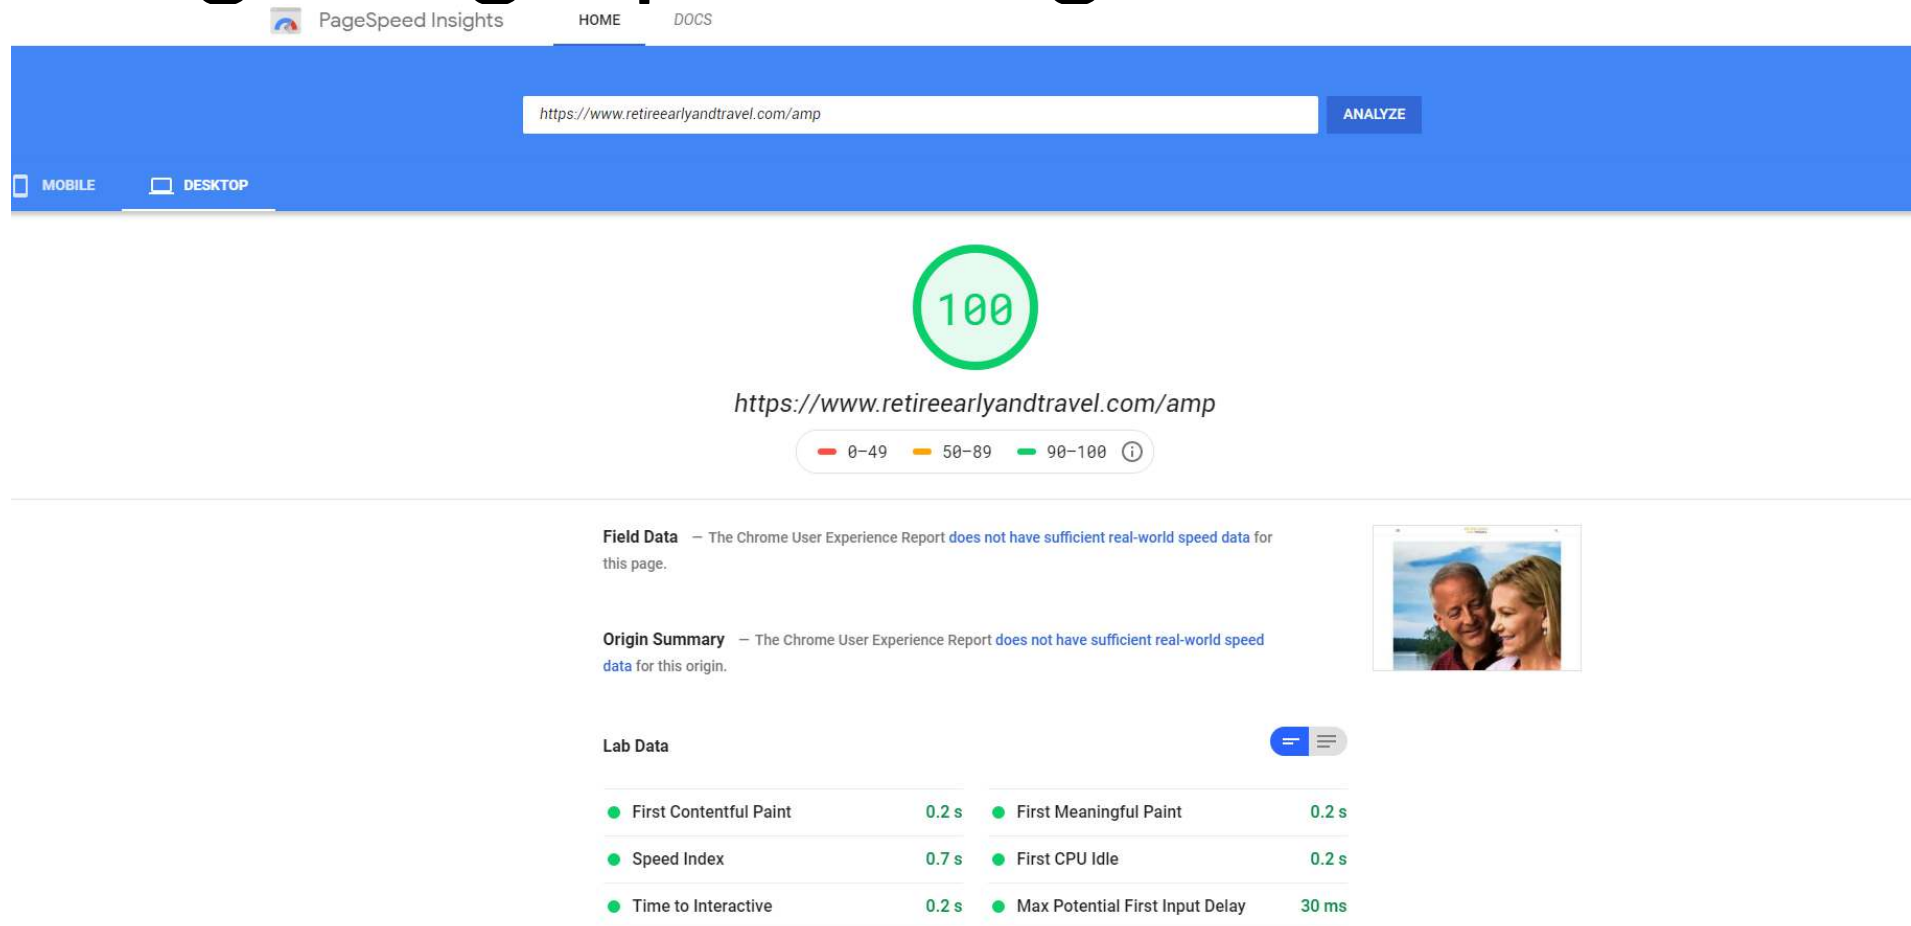 PageSpeed Insights HOME DOCS
https://www.retireearlyandtravel.com/amp ANALYZE
MOBILE DESKTOP
100
https://www.retireearlyandtravel.com/amp
0–49 50–89 90–100
Field Data — The Chrome User Experience Report does not have sufficient real-world speed data for
this page.
Origin Summary — The Chrome User Experience Report does not have sufficient real-world speed
data for this origin.
Lab Data
First Contentful Paint 0.2 s First Meaningful Paint 0.2 s
Speed Index 0.7 s First CPU Idle 0.2 s
Time to Interactive 0.2 s Max Potential First Input Delay 30 ms